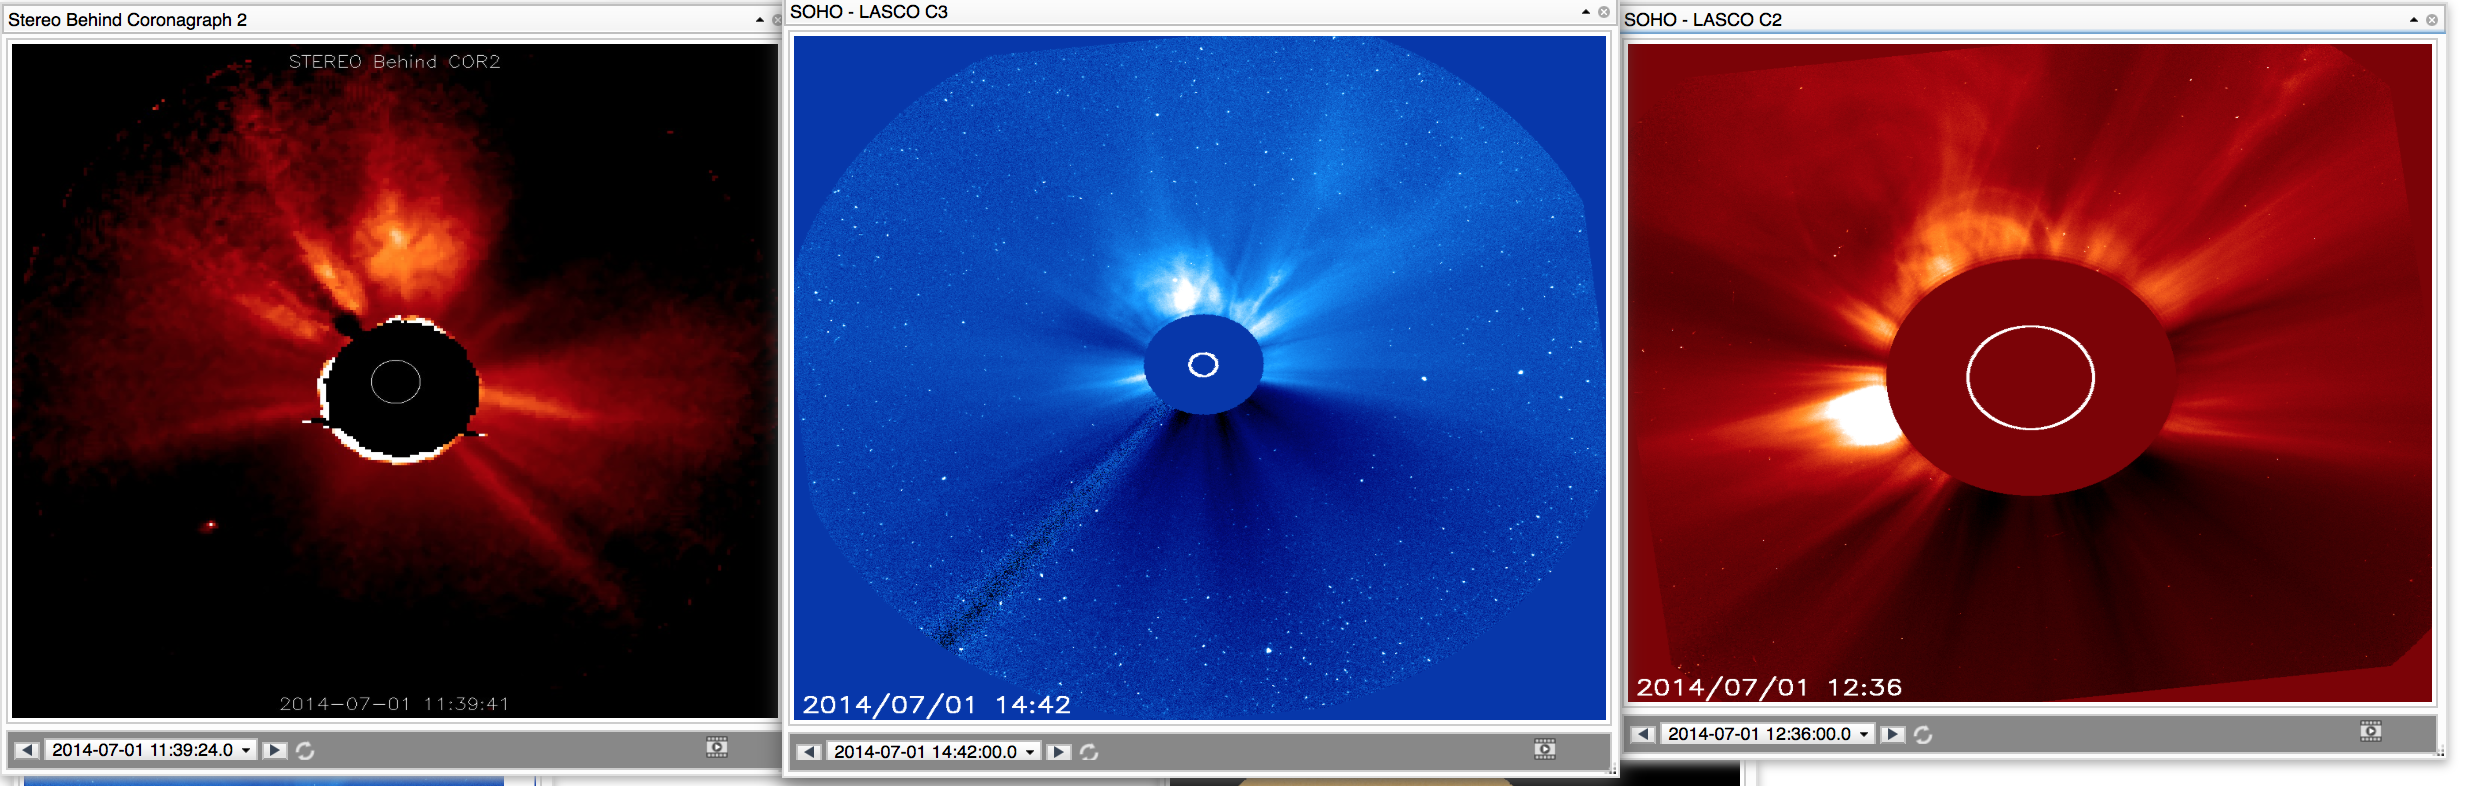 Stereo Behind Coronagraph 2
STEREO Behind COR2
2014-07-01 11:39:41
2014-07-01 11:39:24.0
SOHO - LASCO C3
2014/07/01 14:42
2014-07-01 14:42:00.0
SOHO - LASCO C2
2014/07/01 12:36
2014-07-01 12:36:00.0